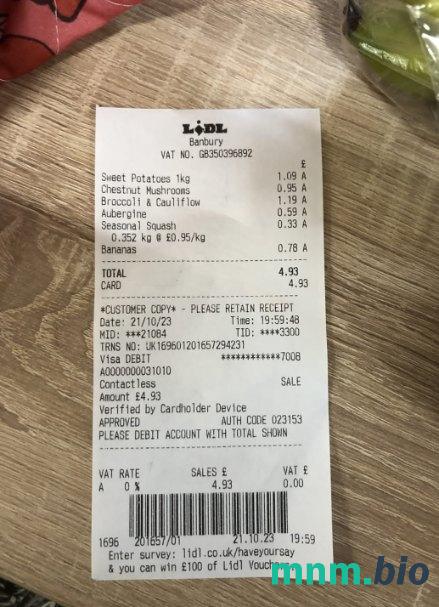 LiDL
Banbury
VAT NO. GB350396892
£
Sweet Potatoes 1kg 1.09 A
Chestnut Mushrooms 0.95 A
Broccoli & Cauliflow 1.19 A
Aubergine 0.59 A
Seasonal Squash 0.33 A
0.352 kg @ £0.95/kg
Bananas 0.78 A
TOTAL 4.93
CARD 4.93
*CUSTOMER COPY* - PLEASE RETAIN RECEIPT
Date: 21/10/23 Time: 19:59:48
MID: ***21084 TID: ****3300
TRNS NO: UK169601201657294231
Visa DEBIT ************7008
A0000000031010
Contactless SALE
Amount £4.93
Verified by Cardholder Device
APPROVED AUTH CODE 023153
PLEASE DEBIT ACCOUNT WITH TOTAL SHOWN
VAT RATE SALES £ VAT £
A 0 % 4.93 0.00
1696 201657/01 21.10.23 19:59
Enter survey: lidl.co.uk/haveyoursay
& you can win £100 of Lidl
mnm.bio